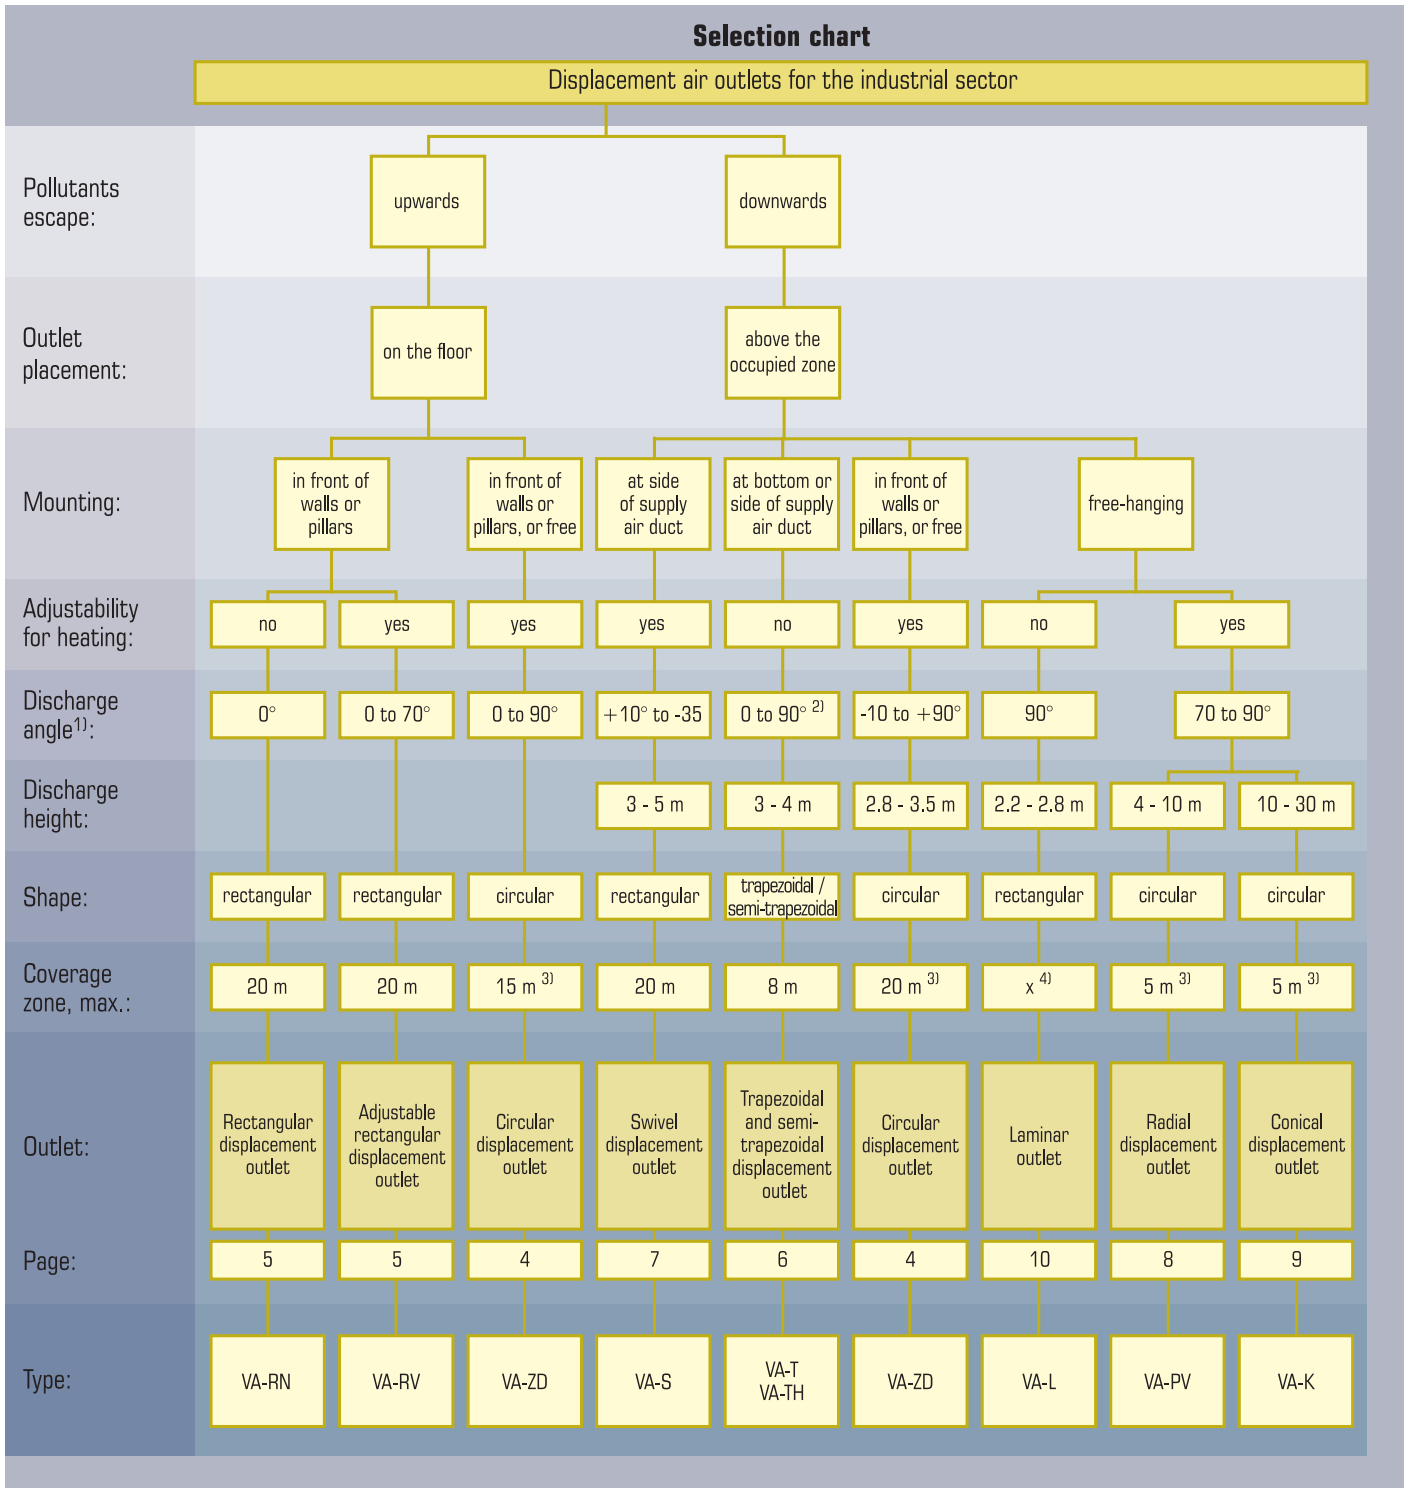 Selection chart
Displacement air outlets for the industrial sector
Pollutants
escape:
upwards
downwards
Outlet
placement:
on the floor
above the
occupied zone
Mounting:
in front of
walls or
pillars
in front of
walls or
pillars, or free
at side
of supply
air duct
at bottom or
side of supply
air duct
in front of
walls or
pillars, or free
free-hanging
Adjustability
for heating:
no
yes
yes
yes
no
yes
no
yes
Discharge
angle1):
0°
0 to 70°
0 to 90°
+10° to -35
0 to 90° 2)
-10 to +90°
90°
70 to 90°
Discharge
height:
3 - 5 m
3 - 4 m
2.8 - 3.5 m
2.2 - 2.8 m
4 - 10 m
10 - 30 m
Shape:
rectangular
rectangular
circular
rectangular
trapezoidal /
semi-trapezoidal
circular
rectangular
circular
circular
Coverage
zone, max.:
20 m
20 m
15 m 3)
20 m
8 m
20 m 3)
x 4)
5 m 3)
5 m 3)
Outlet:
Rectangular
displacement
outlet
Adjustable
rectangular
displacement
outlet
Circular
displacement
outlet
Swivel
displacement
outlet
Trapezoidal
and semi-
trapezoidal
displacement
outlet
Circular
displacement
outlet
Laminar
outlet
Radial
displacement
outlet
Conical
displacement
outlet
Page:
5
5
4
7
6
4
10
8
9
Type:
VA-RN
VA-RV
VA-ZD
VA-S
VA-T
VA-TH
VA-ZD
VA-L
VA-PV
VA-K